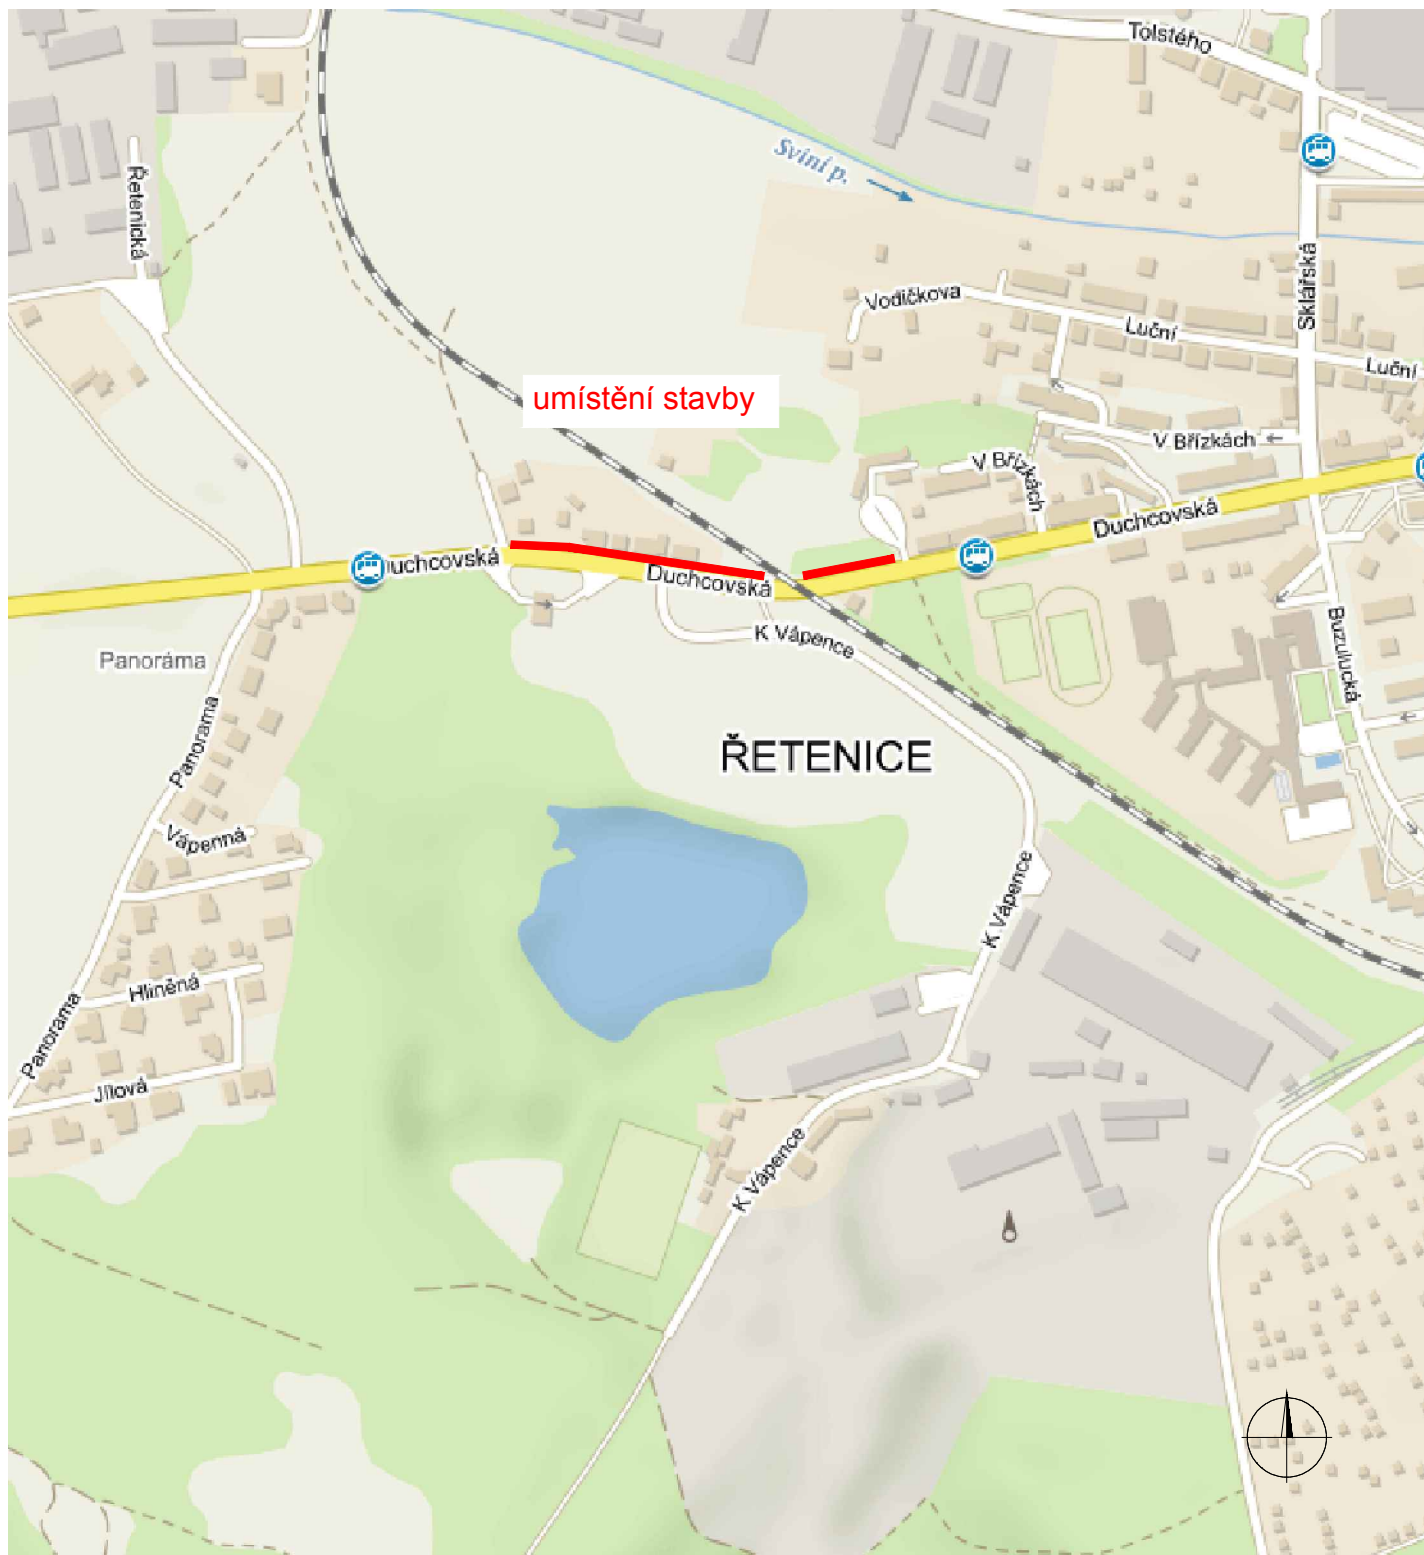 Tolstého
Sviní p.
Řetenická
Sklářská
Vodičkova
Luční
Luční
umístění stavby
V Břízkách
V Břízkách
Duchcovská
Duchcovská
Duchcovská
K Vápence
Buzulucká
Panoráma
Panorama
ŘETENICE
Vápenná
K Vápence
Hliněná
Panorama
Jílová
K Vápence